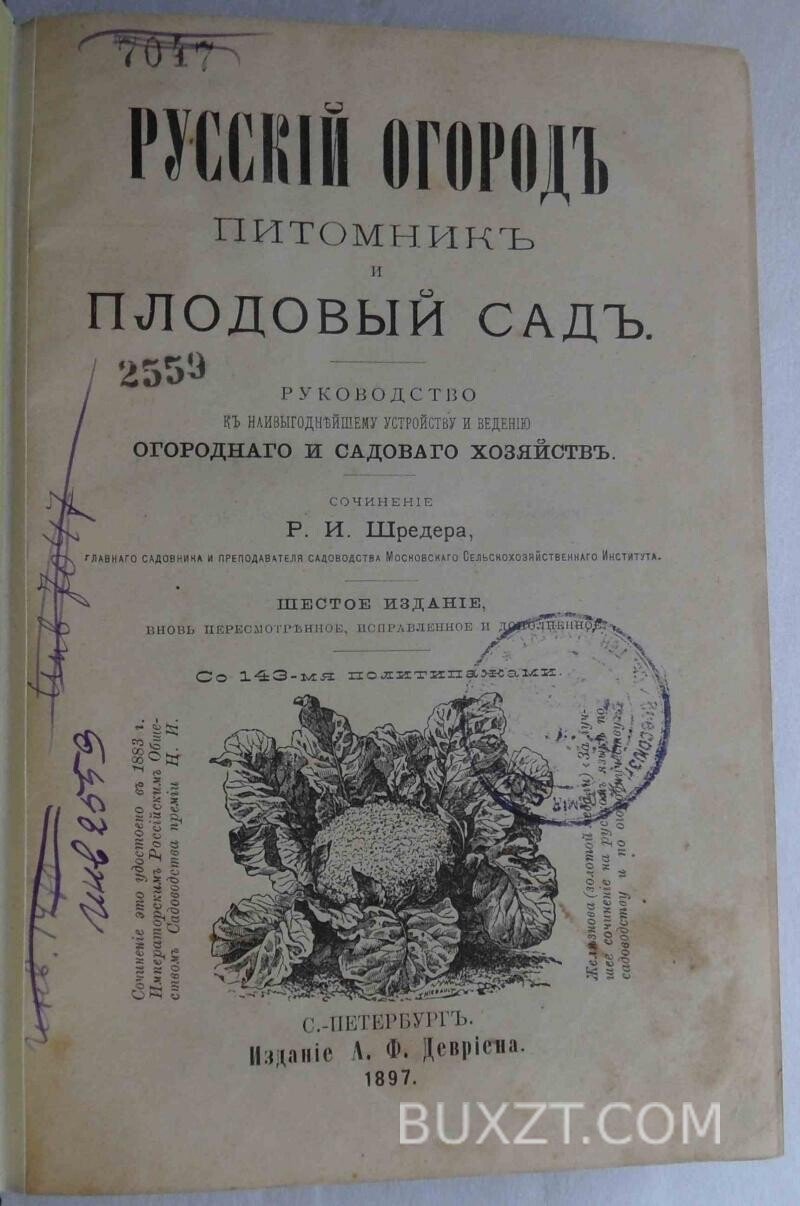 7047
РУССКІЙ ОГОРОДЪ
ПИТОМНИКЪ
И
ПЛОДОВЫЙ САДЪ.
2559
РУКОВОДСТВО
КЪ НАИВЫГОДНѢЙШЕМУ УСТРОЙСТВУ И ВЕДЕНІЮ
ОГОРОДНАГО И САДОВАГО ХОЗЯЙСТВЪ.
СОЧИНЕНІЕ
Р. И. Шредера,
ГЛАВНАГО САДОВНИКА И ПРЕПОДАВАТЕЛЯ САДОВОДСТВА МОСКОВСКАГО СЕЛЬСКОХОЗЯЙСТВЕННАГО ИНСТИТУТА.
ШЕСТОЕ ИЗДАНІЕ,
ВНОВЬ ПЕРЕСМОТРѢННОЕ, ИСПРАВЛЕННОЕ И ДОПОЛНЕННОЕ.
Со 143-мя политипажами.
инв 7047
инв 2559
инв.
Сочиненіе это удостоено въ 1883 г.
Императорскимъ Россійскимъ Обще-
ствомъ Садоводства преміи Ц. И.
Желѣзнова (золотой медали) (За луч-
шее сочиненіе на русскомъ языкѣ по
садоводству и по огородничеству).
С.-ПЕТЕРБУРГЪ.
Изданіе А. Ф. Девріена.
1897.
BUXZT.COM